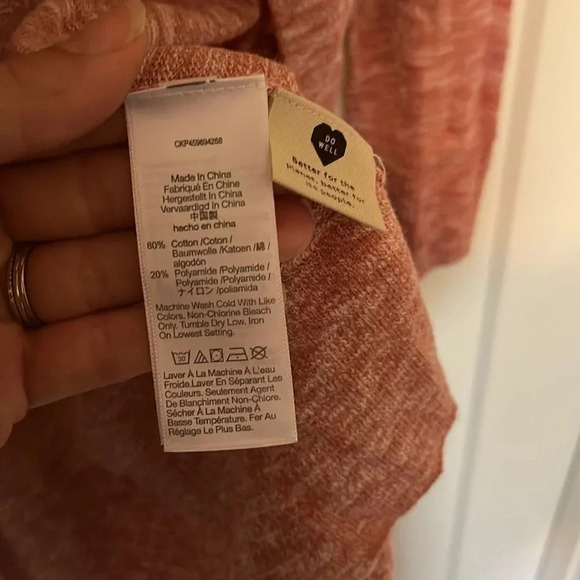 CKP459694268
Made In China
Fabriqué En Chine
Hergestellt In China
Vervaardigd in China
中国製
hecho en china
80% Cotton /Coton /
Baumwolle /Katoen /綿 /
algodón
20% Polyamide /Polyamide /
Polyamide /Polyamide /
ナイロン /poliamida
Machine Wash Cold With Like
Colors. Non-Chlorine Bleach
Only. Tumble Dry Low. Iron
On Lowest Setting.
30
Laver À La Machine À L'eau
Froide.Laver En Séparant Les
Couleurs. Seulement Agent
De Blanchiment Non-Chlore.
Sécher À La Machine À
Basse Température. Fer Au
Réglage Le Plus Bas.
DO
WELL
Better for the
planet, better for
its people.